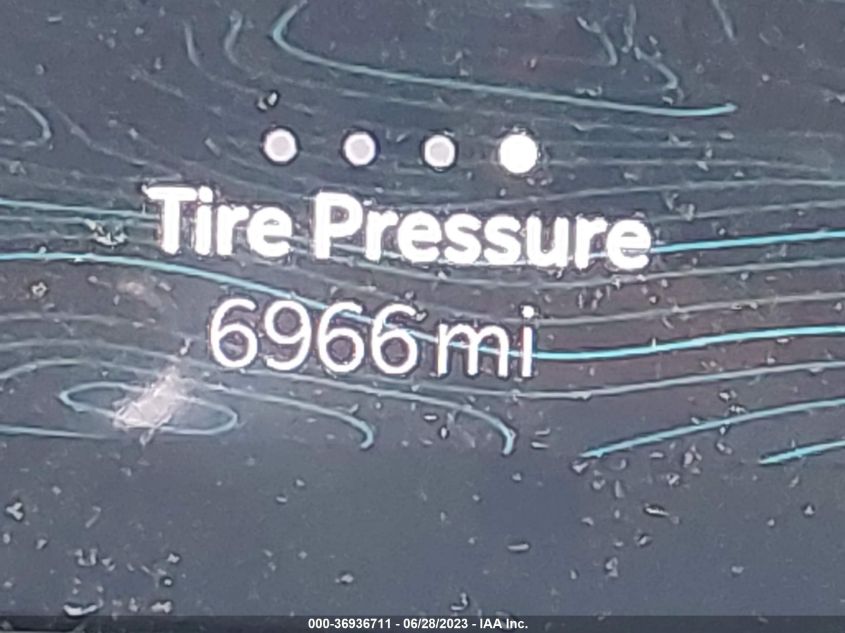 Tire Pressure
6966 mi
000-36936711 - 06/28/2023 - IAA Inc.